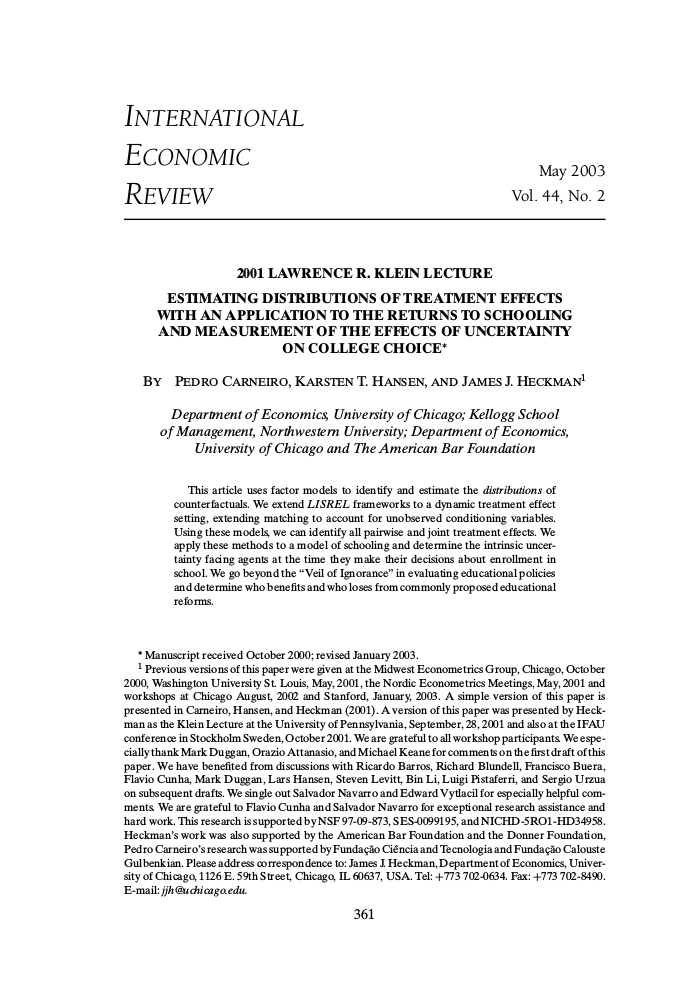 INTERNATIONAL
ECONOMIC
REVIEW
May 2003
Vol. 44, No. 2
2001 LAWRENCE R. KLEIN LECTURE
ESTIMATING DISTRIBUTIONS OF TREATMENT EFFECTS
WITH AN APPLICATION TO THE RETURNS TO SCHOOLING
AND MEASUREMENT OF THE EFFECTS OF UNCERTAINTY
ON COLLEGE CHOICE*
BY PEDRO CARNEIRO, KARSTEN T. HANSEN, AND JAMES J. HECKMAN1
Department of Economics, University of Chicago; Kellogg School
of Management, Northwestern University; Department of Economics,
University of Chicago and The American Bar Foundation
This article uses factor models to identify and estimate the distributions of
counterfactuals. We extend LISREL frameworks to a dynamic treatment effect
setting, extending matching to account for unobserved conditioning variables.
Using these models, we can identify all pairwise and joint treatment effects. We
apply these methods to a model of schooling and determine the intrinsic uncer-
tainty facing agents at the time they make their decisions about enrollment in
school. We go beyond the “Veil of Ignorance” in evaluating educational policies
and determine who benefits and who loses from commonly proposed educational
reforms.
* Manuscript received October 2000; revised January 2003.
1 Previous versions of this paper were given at the Midwest Econometrics Group, Chicago, October
2000, Washington University St. Louis, May, 2001, the Nordic Econometrics Meetings, May, 2001 and
workshops at Chicago August, 2002 and Stanford, January, 2003. A simple version of this paper is
presented in Carneiro, Hansen, and Heckman (2001). A version of this paper was presented by Heck-
man as the Klein Lecture at the University of Pennsylvania, September, 28, 2001 and also at the IFAU
conference in Stockholm Sweden, October 2001. We are grateful to all workshop participants. We espe-
cially thank Mark Duggan, Orazio Attanasio, and Michael Keane for comments on the first draft of this
paper. We have benefited from discussions with Ricardo Barros, Richard Blundell, Francisco Buera,
Flavio Cunha, Mark Duggan, Lars Hansen, Steven Levitt, Bin Li, Luigi Pistaferri, and Sergio Urzua
on subsequent drafts. We single out Salvador Navarro and Edward Vytlacil for especially helpful com-
ments. We are grateful to Flavio Cunha and Salvador Navarro for exceptional research assistance and
hard work. This research is supported by NSF 97-09-873, SES-0099195, and NICHD-5RO1-HD34958.
Heckman’s work was also supported by the American Bar Foundation and the Donner Foundation,
Pedro Carneiro’s research was supported by Fundação Ciência and Tecnologia and Fundação Calouste
Gulbenkian. Please address correspondence to: James J. Heckman, Department of Economics, Univer-
sity of Chicago, 1126 E. 59th Street, Chicago, IL 60637, USA. Tel: +773 702-0634. Fax: +773 702-8490.
E-mail: jjh@uchicago.edu.
361